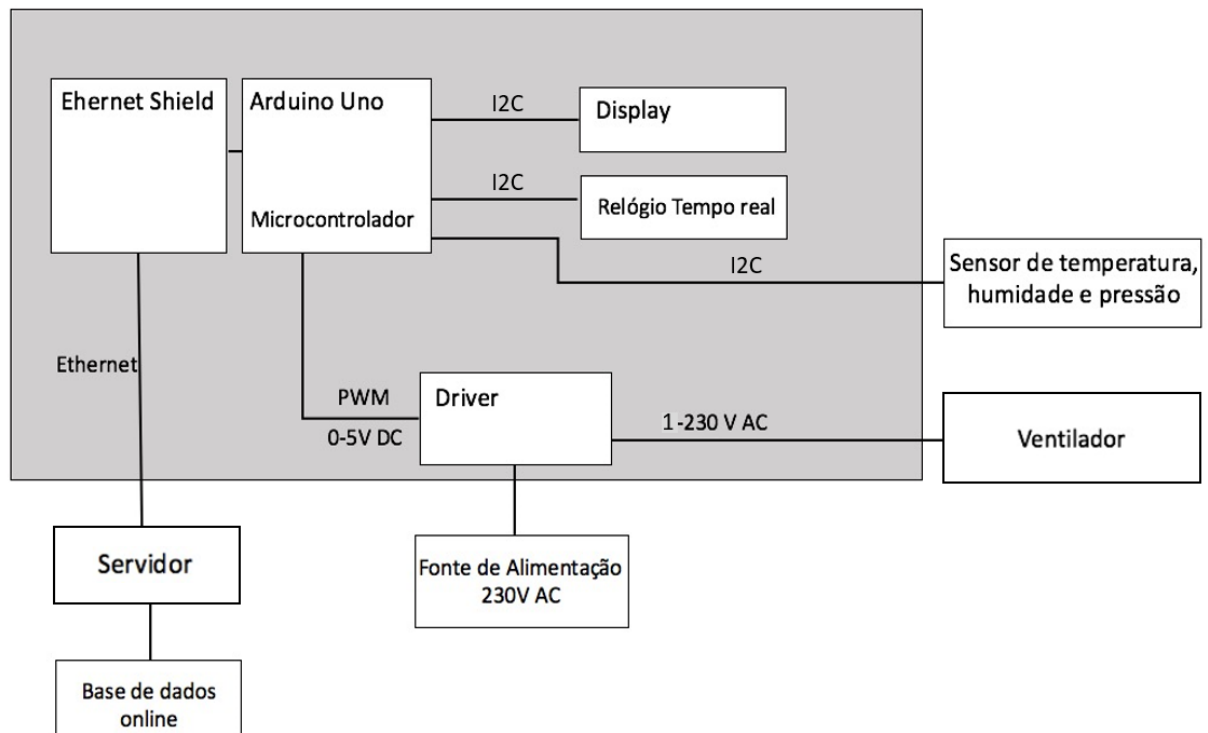 Ehernet Shield
Arduino Uno
Microcontrolador
I2C
Display
I2C
Relógio Tempo real
I2C
Sensor de temperatura,
humidade e pressão
Ethernet
PWM
0-5V DC
Driver
1-230 V AC
Ventilador
Servidor
Fonte de Alimentação
230V AC
Base de dados
online